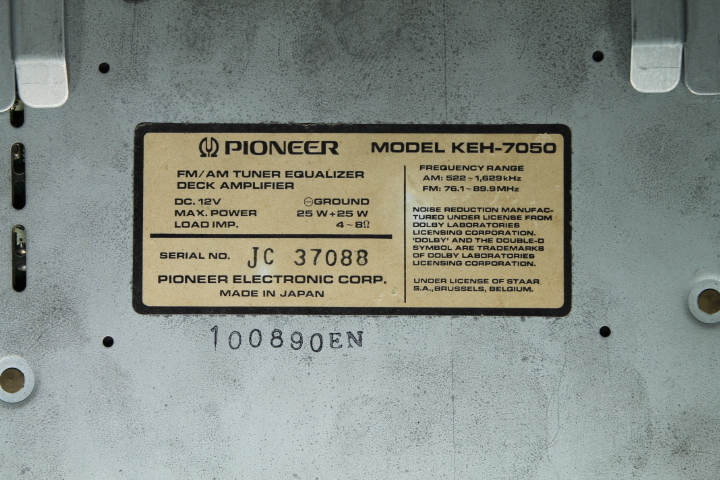 PIONEER MODEL KEH-7050
FM/AM TUNER EQUALIZER
DECK AMPLIFIER
DC. 12V ⊖GROUND
MAX. POWER 25 W+25 W
LOAD IMP. 4~8Ω
SERIAL NO. JC 37088
PIONEER ELECTRONIC CORP.
MADE IN JAPAN
FREQUENCY RANGE
AM: 522~1,629kHz
FM: 76.1~89.9MHz
NOISE REDUCTION MANUFAC-
TURED UNDER LICENSE FROM
DOLBY LABORATORIES
LICENSING CORPORATION.
'DOLBY' AND THE DOUBLE-D
SYMBOL ARE TRADEMARKS
OF DOLBY LABORATORIES
LICENSING CORPORATION.
UNDER LICENSE OF STAAR
S.A., BRUSSELS, BELGIUM.
100890EN